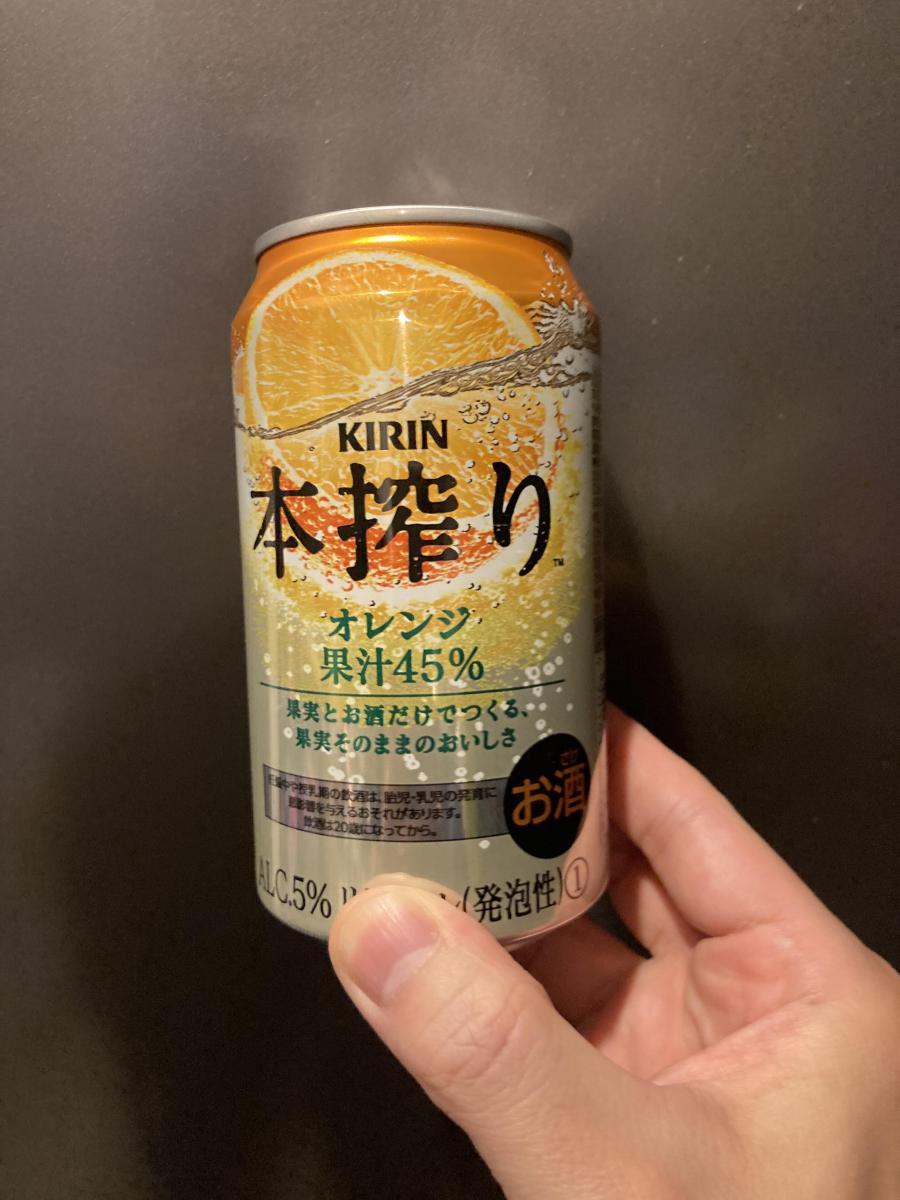 KIRIN
本搾り™
オレンジ
果汁45%
果実とお酒だけでつくる、
果実そのままのおいしさ
妊娠中や授乳期の飲酒は、胎児・乳児の発育に
悪影響を与えるおそれがあります。
飲酒は20歳になってから。
さけ
お酒
ALC.5%
(発泡性)①